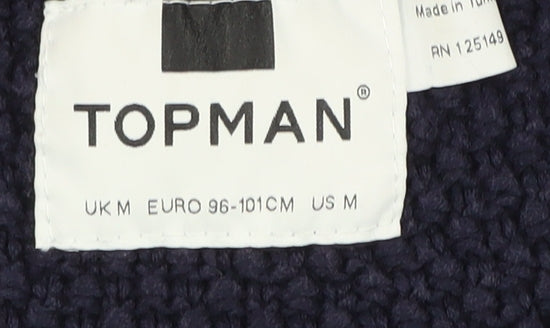 TOPMAN®
UK M EURO 96-101CM US M
Made in
RN 125149